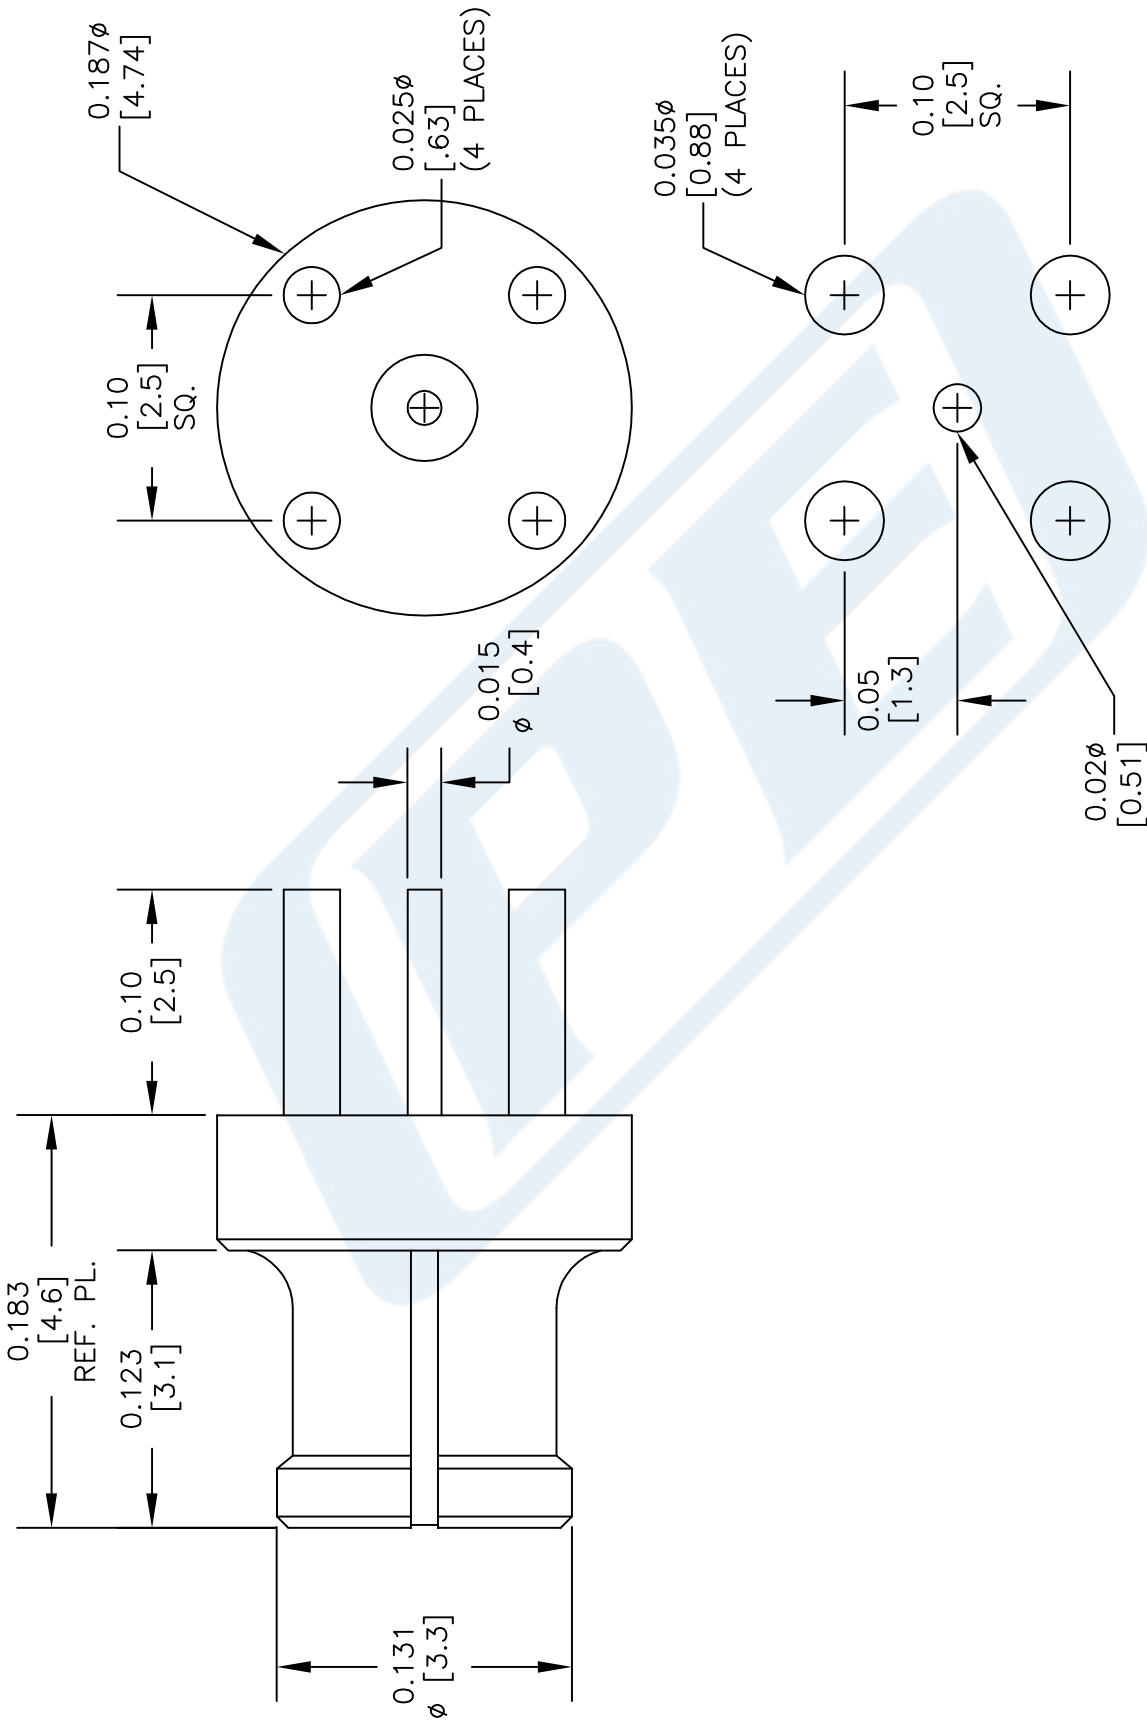 0.183
[4.6]
REF. PL.
0.123
[3.1]
0.10
[2.5]
0.131
ø [3.3]
0.015
ø [0.4]
0.10
[2.5]
SQ.
0.187ø
[4.74]
0.025ø
[.63]
(4 PLACES)
0.035ø
[0.88]
(4 PLACES)
0.10
[2.5]
SQ.
0.05
[1.3]
0.02ø
[0.51]
PE